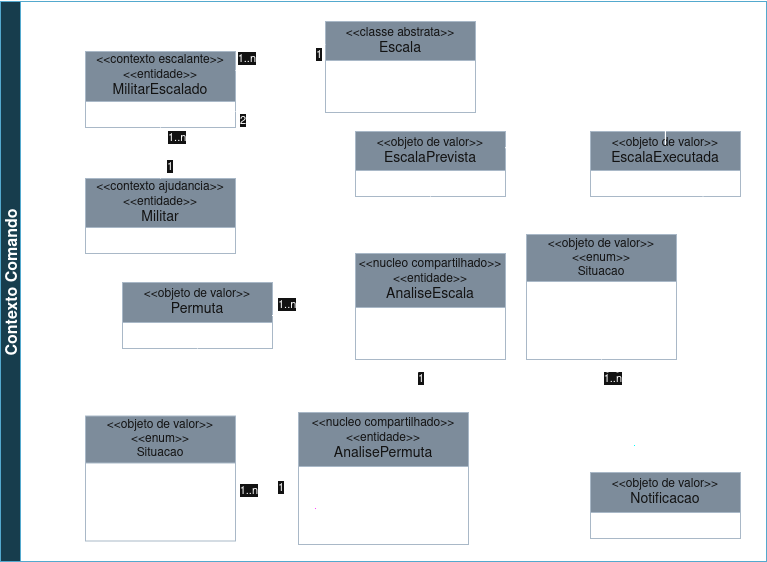 Contexto Comando
<<contexto escalante>>
<<entidade>>
MilitarEscalado
1..n
2
1..n
1
<<classe abstrata>>
Escala
1
<<contexto ajudancia>>
<<entidade>>
Militar
<<objeto de valor>>
EscalaPrevista
<<objeto de valor>>
EscalaExecutada
<<objeto de valor>>
Permuta
1..n
<<nucleo compartilhado>>
<<entidade>>
AnaliseEscala
1
<<objeto de valor>>
<<enum>>
Situacao
1..n
<<objeto de valor>>
<<enum>>
Situacao
1..n
1
<<nucleo compartilhado>>
<<entidade>>
AnalisePermuta
<<objeto de valor>>
Notificacao